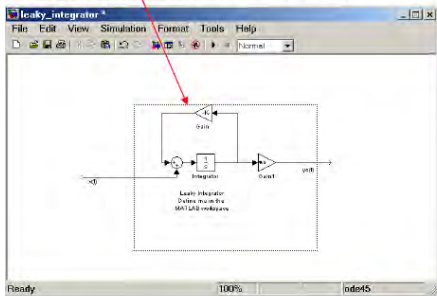 leaky_integrator *
File Edit View Simulation Format Tools Help
Normal
Gain
x(t)
1
s
Integrator
Gain1
Leaky Integrator
Define mu in the
MATLAB workspace
Ready 100% ode45